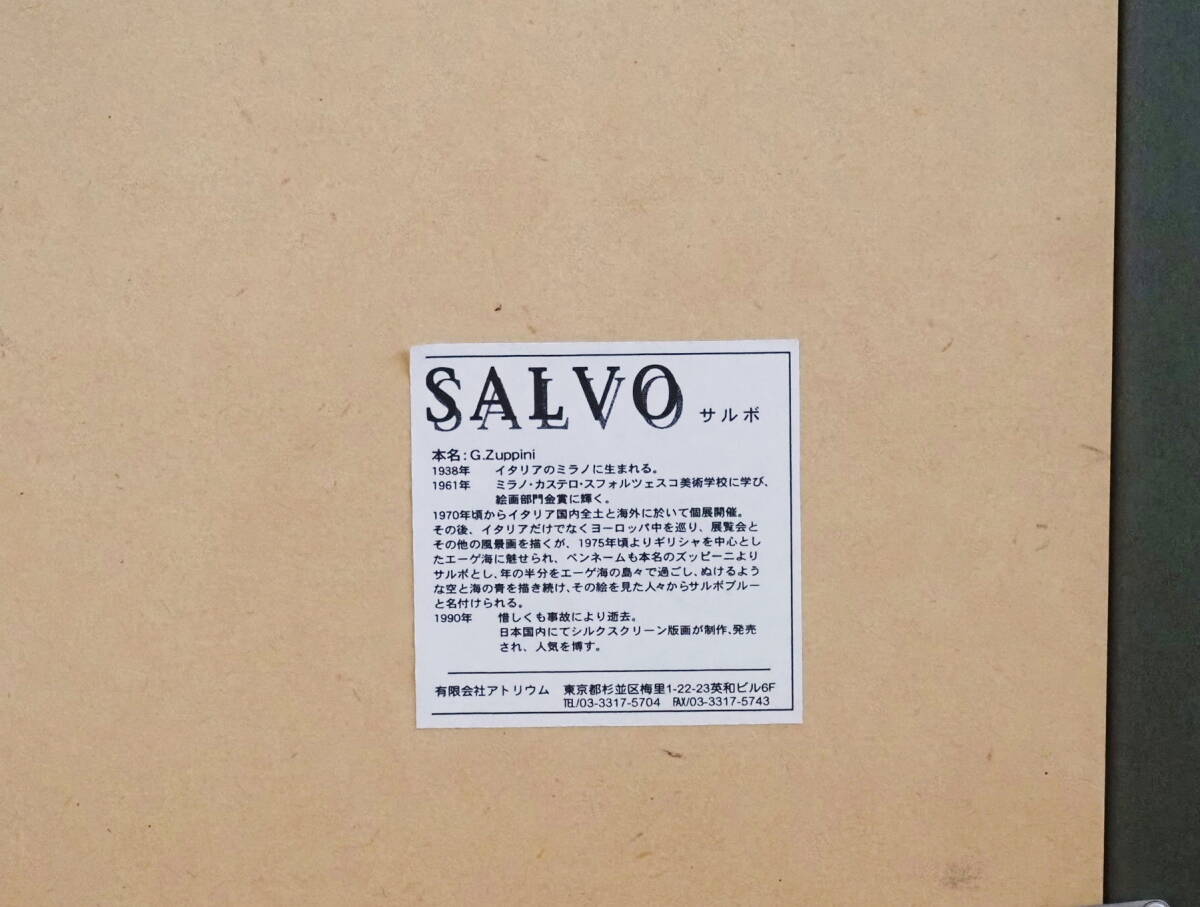 SALVO サルボ
本名:G.Zuppini
1938年 イタリアのミラノに生まれる。
1961年 ミラノ・カステロ・スフォルツェスコ美術学校に学び、
絵画部門金賞に輝く。
1970年頃からイタリア国内全土と海外に於いて個展開催。
その後、イタリアだけでなくヨーロッパ中を巡り、展覧会と
その他の風景画を描くが、1975年頃よりギリシャを中心とし
たエーゲ海に魅せられ、ペンネームも本名のズッピーニより
サルボとし、年の半分をエーゲ海の島々で過ごし、ぬけるよう
な空と海の青を描き続け、その絵を見た人々からサルボブルー
と名付けられる。
1990年 惜しくも事故により逝去。
日本国内にてシルクスクリーン版画が制作、発売
され、人気を博す。
有限会社アトリウム 東京都杉並区梅里1-22-23英和ビル6F
TEL/03-3317-5704 FAX/03-3317-5743